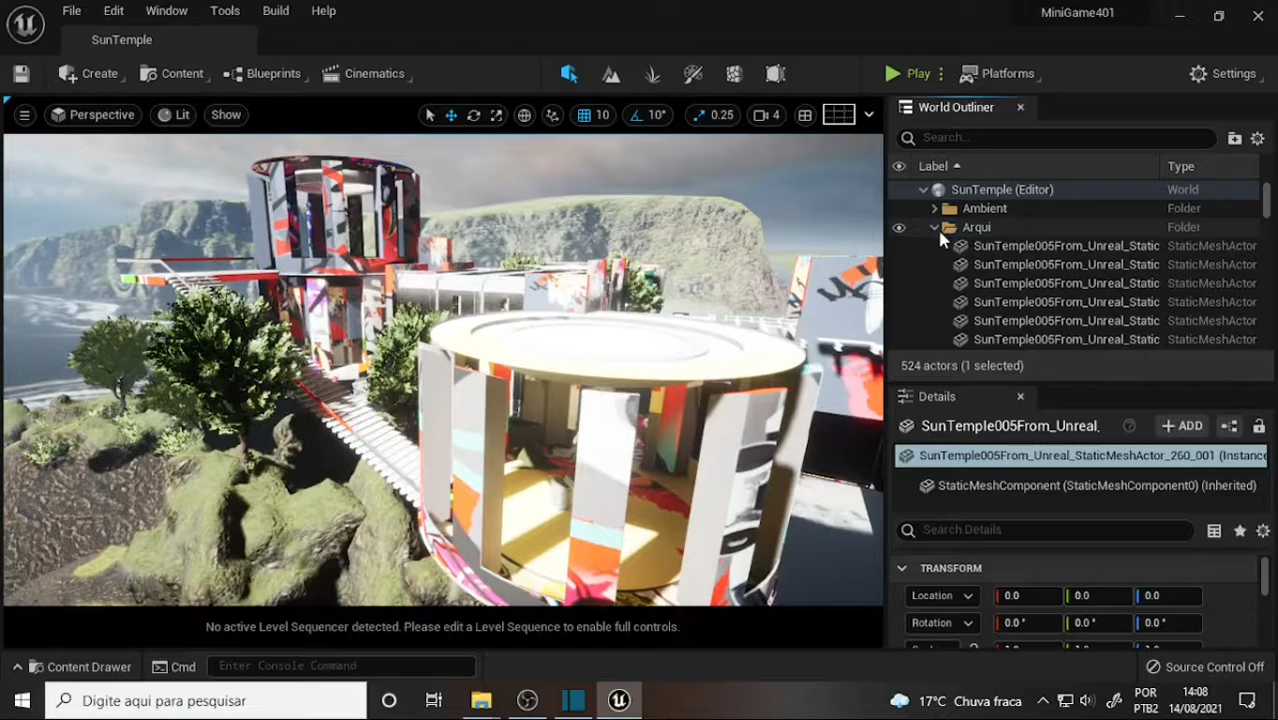 File Edit Window Tools Build Help MiniGame401
SunTemple
Create Content Blueprints Cinematics Play Platforms Settings
Perspective Lit Show 10 10° 0.25 4
World Outliner
Search...
Label Type
SunTemple (Editor) World
Ambient Folder
Arqui Folder
SunTemple005From_Unreal_Static StaticMeshActor
SunTemple005From_Unreal_Static StaticMeshActor
SunTemple005From_Unreal_Static StaticMeshActor
SunTemple005From_Unreal_Static StaticMeshActor
SunTemple005From_Unreal_Static StaticMeshActor
SunTemple005From_Unreal_Static StaticMeshActor
524 actors (1 selected)
Details
SunTemple005From_Unreal_ + ADD
SunTemple005From_Unreal_StaticMeshActor_260_001 (Instance
StaticMeshComponent (StaticMeshComponent0) (Inherited)
Search Details
TRANSFORM
Location 0.0 0.0 0.0
Rotation 0.0° 0.0° 0.0°
No active Level Sequencer detected. Please edit a Level Sequence to enable full controls.
Content Drawer Cmd Enter Console Command Source Control Off
Digite aqui para pesquisar 17°C Chuva fraca POR 14:08
PTB2 14/08/2021